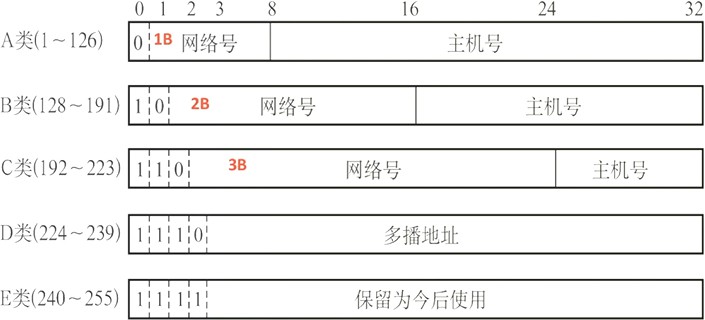 0 1 2 3 8 16 24 32
A类(1～126) 0 1B 网络号 主机号
B类(128～191) 1 0 2B 网络号 主机号
C类(192～223) 1 1 0 3B 网络号 主机号
D类(224～239) 1 1 1 0 多播地址
E类(240～255) 1 1 1 1 保留为今后使用